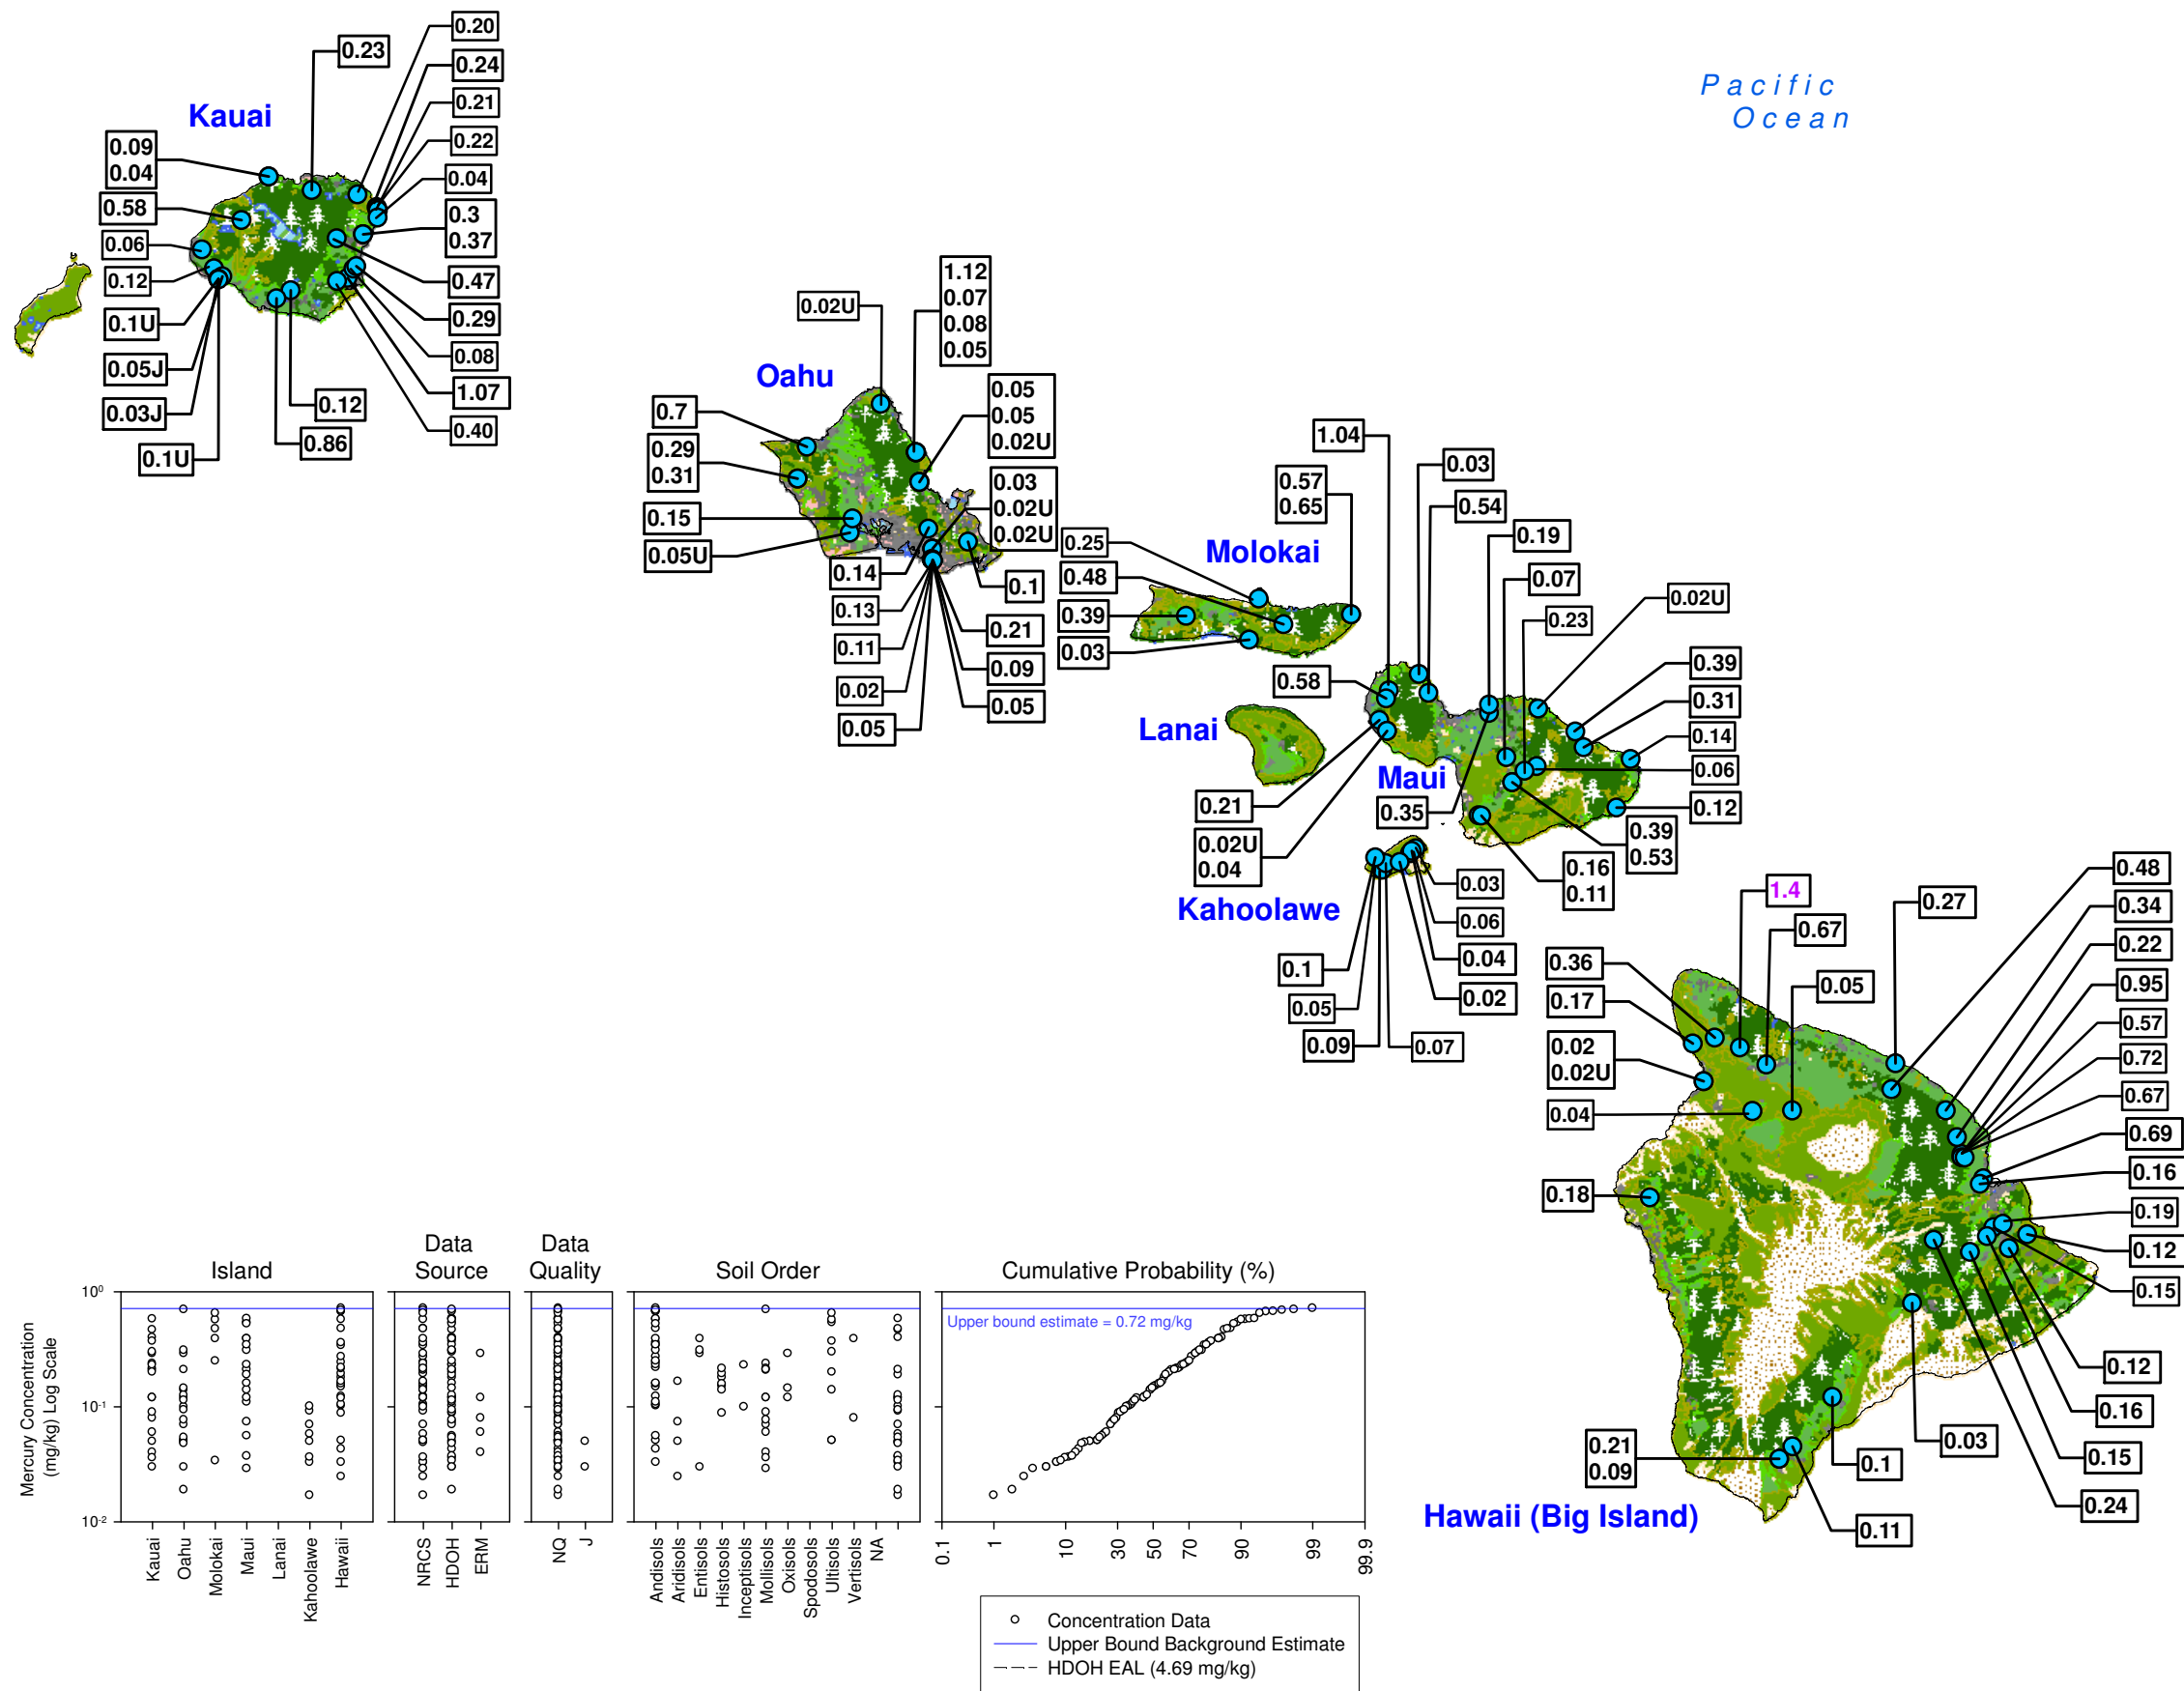 Pacific
Ocean
Kauai
0.20
0.23
0.24
0.21
0.22
0.04
0.3
0.37
0.47
0.29
0.08
1.07
0.40
0.09
0.04
0.58
0.06
0.12
0.1U
0.05J
0.03J
0.1U
0.12
0.86
Oahu
0.02U
1.12
0.07
0.08
0.05
0.05
0.05
0.02U
0.03
0.02U
0.02U
0.7
0.29
0.31
0.15
0.05U
0.14
0.13
0.11
0.02
0.05
0.1
0.21
0.09
0.05
Molokai
0.57
0.65
0.25
0.48
0.39
0.03
Lanai
Maui
1.04
0.03
0.54
0.19
0.07
0.23
0.02U
0.39
0.31
0.14
0.06
0.12
0.39
0.53
0.16
0.11
0.58
0.21
0.02U
0.04
0.35
Kahoolawe
0.03
0.06
0.04
0.02
0.1
0.05
0.09
0.07
Hawaii (Big Island)
1.4
0.67
0.05
0.27
0.48
0.34
0.22
0.95
0.57
0.72
0.67
0.69
0.16
0.19
0.12
0.15
0.12
0.16
0.15
0.24
0.03
0.1
0.11
0.36
0.17
0.02
0.02U
0.04
0.18
0.21
0.09
Mercury Concentration
(mg/kg) Log Scale
100
10-1
10-2
Island
Kauai
Oahu
Molokai
Maui
Lanai
Kahoolawe
Hawaii
Data
Source
NRCS
HDOH
ERM
Data
Quality
NQ
J
Soil Order
Andisols
Aridisols
Entisols
Histosols
Inceptisols
Mollisols
Oxisols
Spodosols
Ultisols
Vertisols
NA
Cumulative Probability (%)
Upper bound estimate = 0.72 mg/kg
0.1
1
10
30
50
70
90
99
99.9
Concentration Data
Upper Bound Background Estimate
HDOH EAL (4.69 mg/kg)